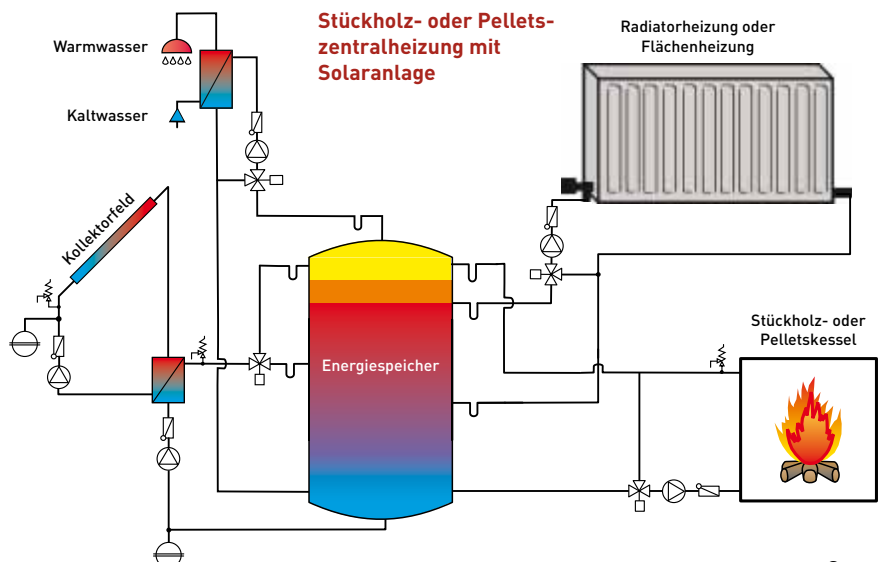 Stückholz- oder Pellets-
zentralheizung mit
Solaranlage
Radiatorheizung oder
Flächenheizung
Warmwasser
Kaltwasser
Kollektorfeld
Energiespeicher
Stückholz- oder
Pelletskessel